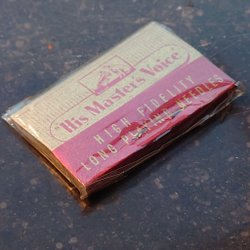 "His Master's Voice"
HIGH FIDELITY
LONG PLAYING NEEDLES